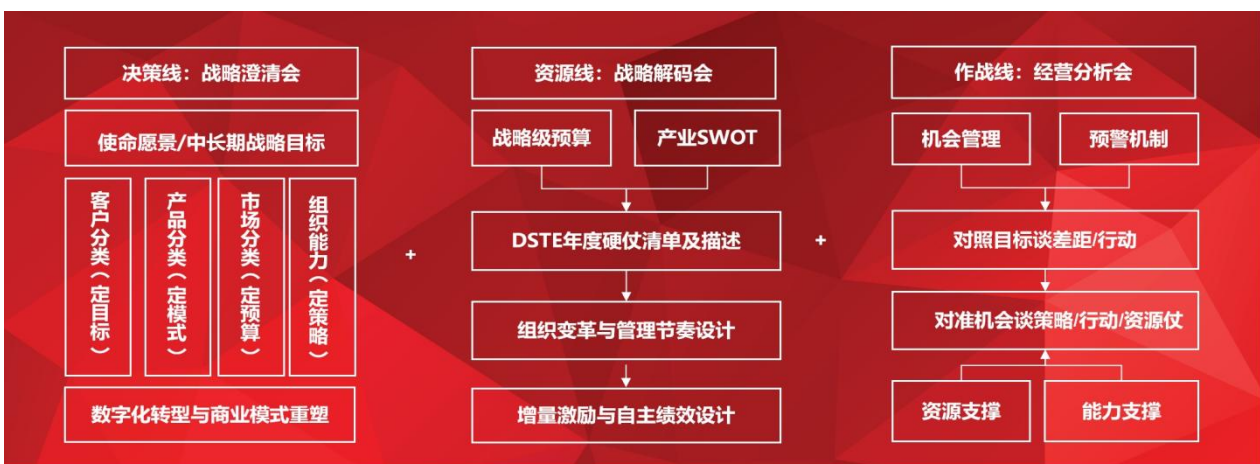 决策线：战略澄清会
使命愿景/中长期战略目标
客户分类（定目标）
产品分类（定模式）
市场分类（定预算）
组织能力（定策略）
数字化转型与商业模式重塑
+
资源线：战略解码会
战略级预算
产业SWOT
DSTE年度硬仗清单及描述
组织变革与管理节奏设计
增量激励与自主绩效设计
+
作战线：经营分析会
机会管理
预警机制
对照目标谈差距/行动
对准机会谈策略/行动/资源仗
资源支撑
能力支撑